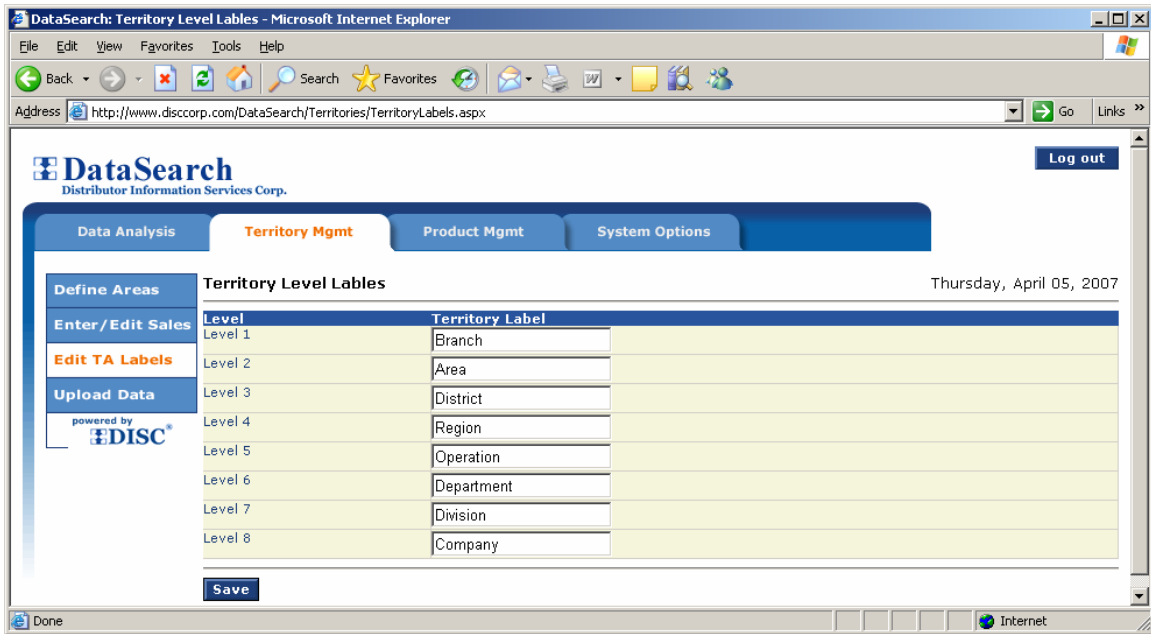 DataSearch: Territory Level Lables - Microsoft Internet Explorer
File Edit View Favorites Tools Help
Back Search Favorites
Address http://www.disccorp.com/DataSearch/Territories/TerritoryLabels.aspx Go Links »
DataSearch
Distributor Information Services Corp.
Log out
Data Analysis Territory Mgmt Product Mgmt System Options
Define Areas
Enter/Edit Sales
Edit TA Labels
Upload Data
powered by
DISC®
Territory Level Lables Thursday, April 05, 2007
Level Territory Label
Level 1 Branch
Level 2 Area
Level 3 District
Level 4 Region
Level 5 Operation
Level 6 Department
Level 7 Division
Level 8 Company
Save
Done Internet